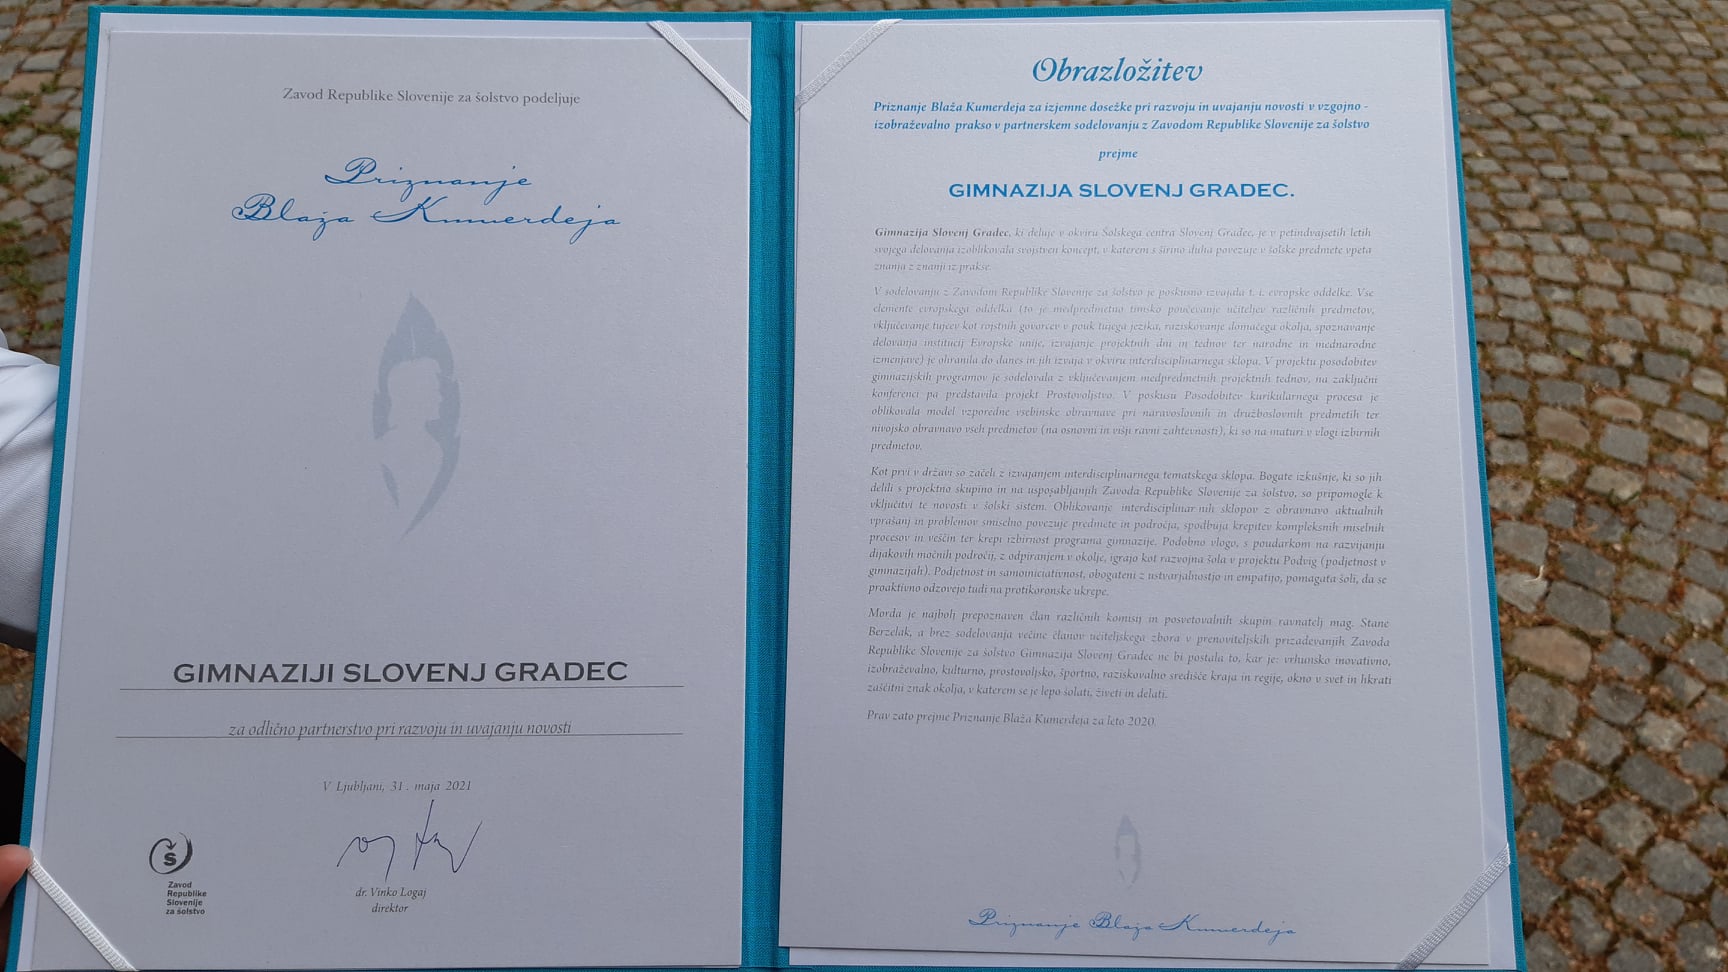 Zavod Republike Slovenije za šolstvo podeljuje
Priznanje
Blaža Kumerdeja
GIMNAZIJI SLOVENJ GRADEC
za odlično partnerstvo pri razvoju in uvajanju novosti
V Ljubljani, 31. maja 2021
dr. Vinko Logaj
direktor
Š
Zavod
Republike
Slovenije
za šolstvo
Obrazložitev
Priznanje Blaža Kumerdeja za izjemne dosežke pri razvoju in uvajanju novosti v vzgojno -
izobraževalno prakso v partnerskem sodelovanju z Zavodom Republike Slovenije za šolstvo
prejme
GIMNAZIJA SLOVENJ GRADEC.
Gimnazija Slovenj Gradec, ki deluje v okviru Šolskega centra Slovenj Gradec, je v petindvajsetih letih
svojega delovanja izoblikovala svojstven koncept, v katerem s širino duha povezuje v šolske predmete vpeta
znanja z znanji iz prakse.
V sodelovanju z Zavodom Republike Slovenije za šolstvo je poskusno izvajala t. i. evropske oddelke. Vse
elemente evropskega oddelka (to je medpredmetno timsko poučevanje učiteljev različnih predmetov,
vključevanje tujcev kot rojstnih govorcev v pouk tujega jezika, raziskovanje domačega okolja, spoznavanje
delovanja institucij Evropske unije, izvajanje projektnih dni in tednov ter narodne in mednarodne
izmenjave) je ohranila do danes in jih izvaja v okviru interdisciplinarnega sklopa. V projektu posodobitev
gimnazijskih programov je sodelovala z vključevanjem medpredmetnih projektnih tednov, na zaključni
konferenci pa predstavila projekt Prostovoljstvo. V poskusu Posodobitev kurikularnega procesa je
oblikovala model vzporedne vsebinske obravnave pri naravoslovnih in družboslovnih predmetih ter
nivojsko obravnavo vseh predmetov (na osnovni in višji ravni zahtevnosti), ki so na maturi v vlogi izbirnih
predmetov.
Kot prvi v državi so začeli z izvajanjem interdisciplinarnega tematskega sklopa. Bogate izkušnje, ki so jih
delili s projektno skupino in na usposabljanjih Zavoda Republike Slovenije za šolstvo, so pripomogle k
vključitvi te novosti v šolski sistem. Oblikovanje interdisciplinar nih sklopov z obravnavo aktualnih
vprašanj in problemov smiselno povezuje predmete in področja, spodbuja krepitev kompleksnih miselnih
procesov in veščin ter krepi izbirnost programa gimnazije. Podobno vlogo, s poudarkom na razvijanju
dijakovih močnih področij, z odpiranjem v okolje, igrajo kot razvojna šola v projektu Podvig (podjetnost v
gimnazijah). Podjetnost in samoiniciativnost, obogateni z ustvarjalnostjo in empatijo, pomagata šoli, da se
proaktivno odzovejo tudi na protikoronske ukrepe.
Morda je najbolj prepoznaven član različnih komisij in posvetovalnih skupin ravnatelj mag. Stane
Berzelak, a brez sodelovanja večine članov učiteljskega zbora v prenoviteljskih prizadevanjih Zavoda
Republike Slovenije za šolstvo Gimnazija Slovenj Gradec ne bi postala to, kar je: vrhunsko inovativno,
izobraževalno, kulturno, prostovoljsko, športno, raziskovalno središče kraja in regije, okno v svet in hkrati
zaščitni znak okolja, v katerem se je lepo šolati, živeti in delati.
Prav zato prejme Priznanje Blaža Kumerdeja za leto 2020.
Priznanje Blaža Kumerdeja